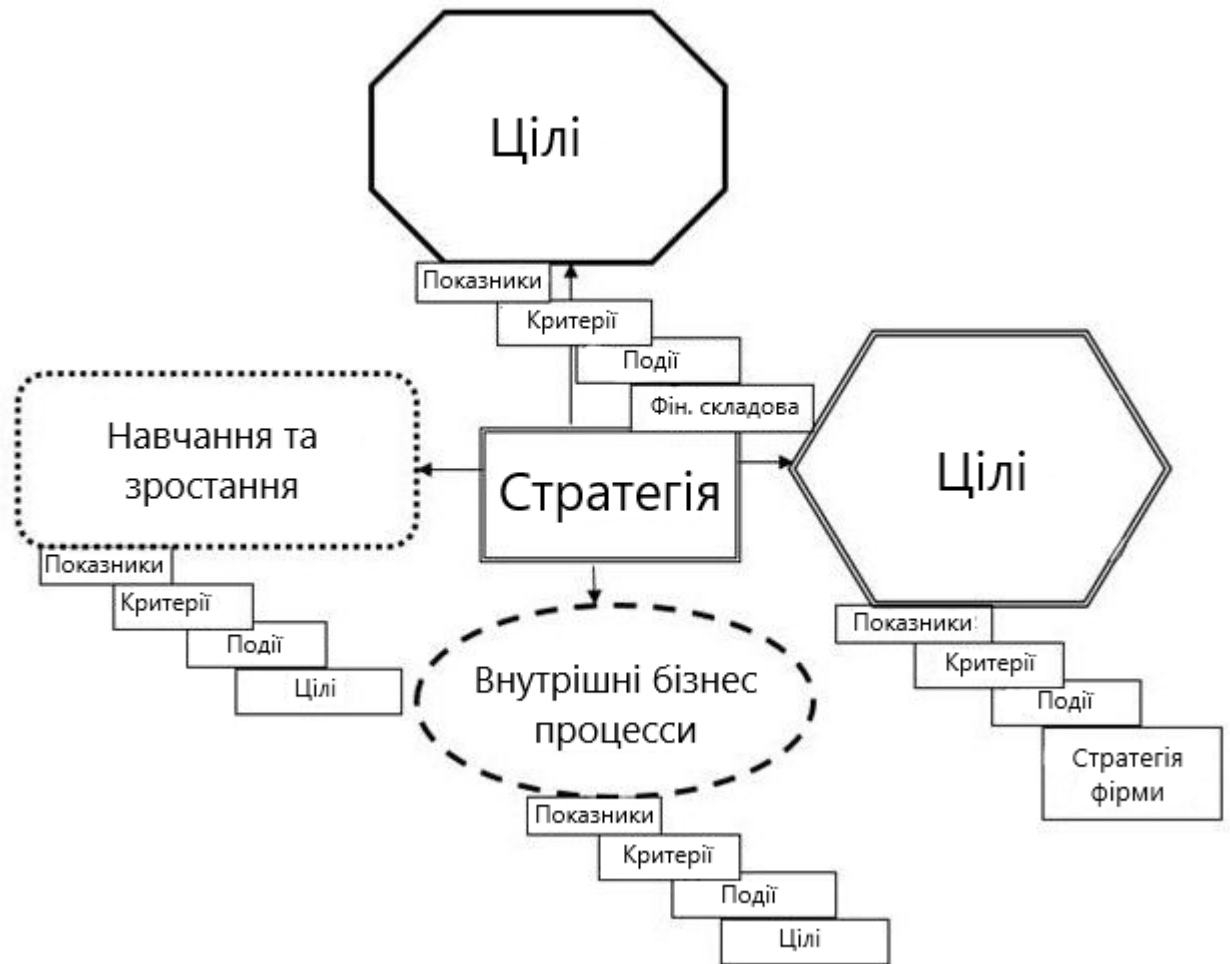 Цілі
Показники
Критерії
Події
Фін. складова
Навчання та
зростання
Стратегія
Цілі
Показники
Критерії
Події
Цілі
Показники
Критерії
Події
Стратегія
фірми
Внутрішні бізнес
процесси
Показники
Критерії
Події
Цілі